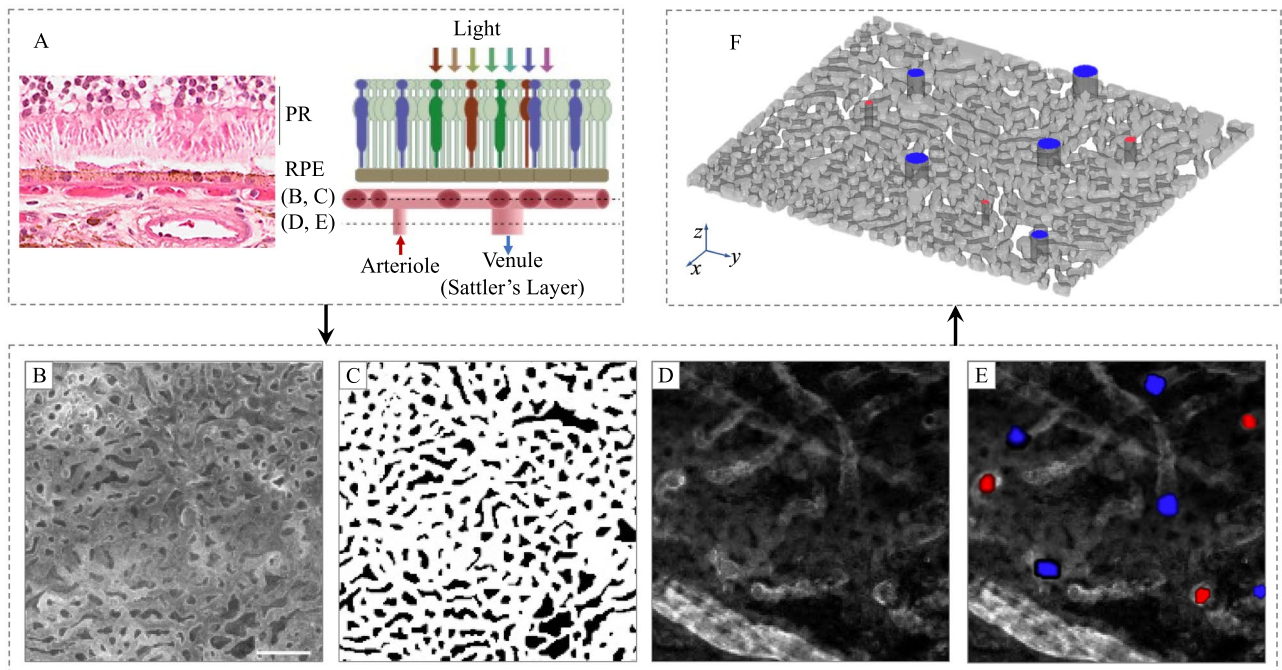 A
Light
PR
RPE
(B, C)
(D, E)
Arteriole
Venule
(Sattler’s Layer)
F
z
y
x
B
C
D
E